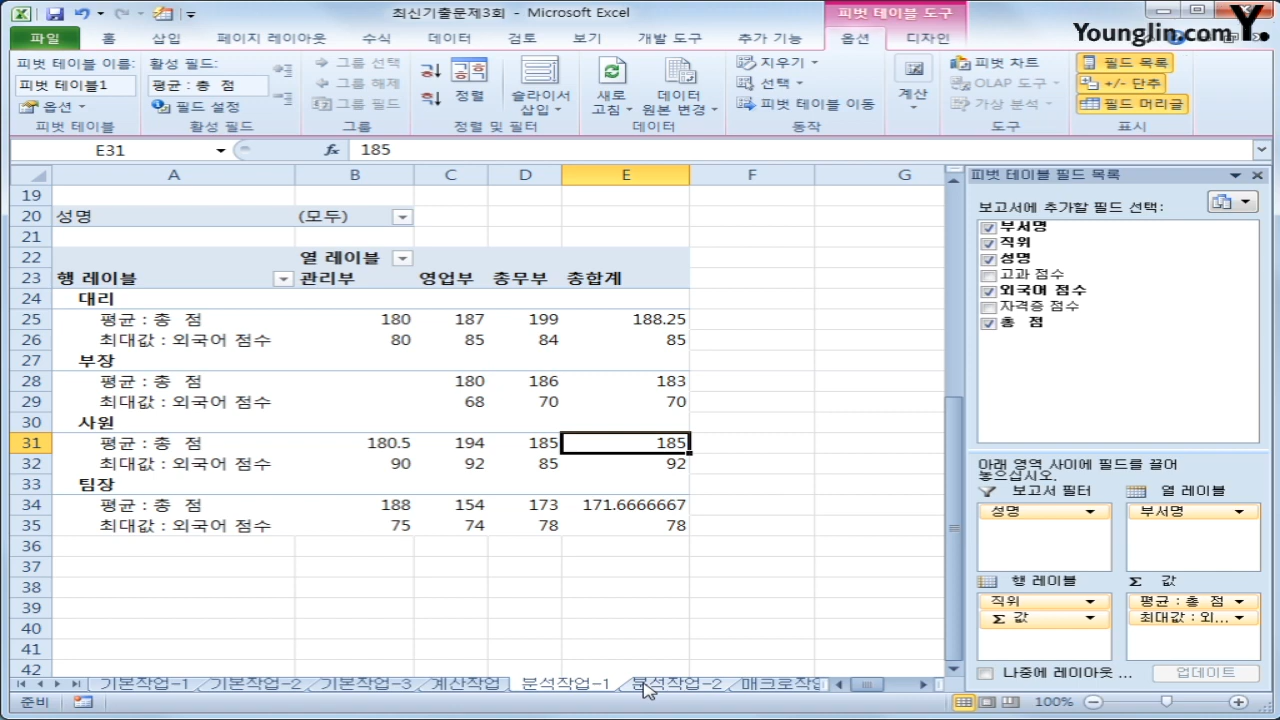 최신기출문제3회 - Microsoft Excel
피벗 테이블 도구
파일 홈 삽입 페이지 레이아웃 수식 데이터 검토 보기 개발 도구 추가 기능 옵션 디자인
Younglin.com Y.
피벗 테이블 이름: 활성 필드: 그룹 선택 지우기 피벗 차트 필드 목록
피벗 테이블1 평균 : 총 점 그룹 해제 선택 OLAP 도구 +/- 단추
옵션 필드 설정 그룹 필드 피벗 테이블 이동 가상 분석 필드 머리글
정렬 슬라이서 삽입 새로 고침 데이터 원본 변경 계산
피벗 테이블 활성 필드 그룹 정렬 및 필터 데이터 동작 도구 표시
E31 fx 185
A B C D E F G
19
20 성명 (모두)
21
22 열 레이블
23 행 레이블 관리부 영업부 총무부 총합계
24 대리
25 평균 : 총 점 180 187 199 188.25
26 최대값 : 외국어 점수 80 85 84 85
27 부장
28 평균 : 총 점 180 186 183
29 최대값 : 외국어 점수 68 70 70
30 사원
31 평균 : 총 점 180.5 194 185 185
32 최대값 : 외국어 점수 90 92 85 92
33 팀장
34 평균 : 총 점 188 154 173 171.6666667
35 최대값 : 외국어 점수 75 74 78 78
36
37
38
39
40
41
42
피벗 테이블 필드 목록
보고서에 추가할 필드 선택:
부서명
직위
성명
고과 점수
외국어 점수
자격증 점수
총 점
아래 영역 사이에 필드를 끌어
놓으십시오.
보고서 필터 열 레이블
성명 부서명
행 레이블 Σ 값
직위 평균 : 총 점
Σ 값 최대값 : 외...
나중에 레이아웃 ... 업데이트
기본작업-1 기본작업-2 기본작업-3 계산작업 분석작업-1 분석작업-2 매크로작업
준비 100%